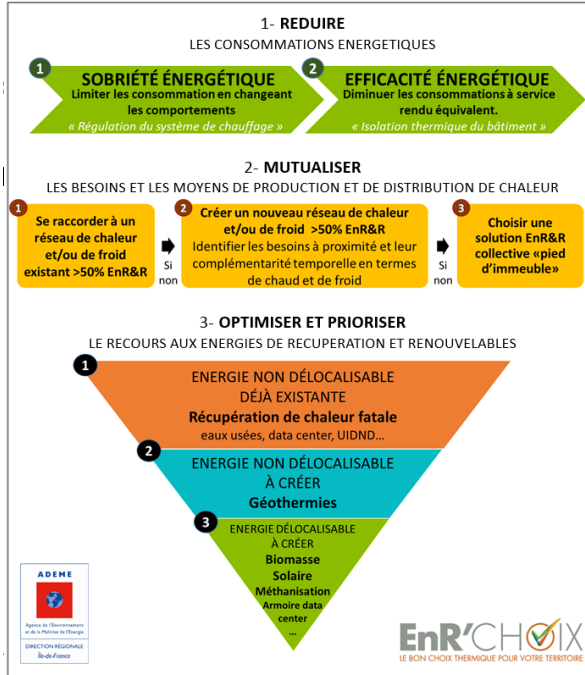 1- REDUIRE
LES CONSOMMATIONS ENERGETIQUES
1
SOBRIÉTÉ ÉNERGÉTIQUE
Limiter les consommation en changeant
les comportements
« Régulation du système de chauffage »
2
EFFICACITÉ ÉNERGÉTIQUE
Diminuer les consommations à service
rendu équivalent.
« Isolation thermique du bâtiment »
2- MUTUALISER
LES BESOINS ET LES MOYENS DE PRODUCTION ET DE DISTRIBUTION DE CHALEUR
1
Se raccorder à un
réseau de chaleur
et/ou de froid
existant >50% EnR&R
Si
non
2
Créer un nouveau réseau de chaleur
et/ou de froid >50% EnR&R
Identifier les besoins à proximité et leur
complémentarité temporelle en termes
de chaud et de froid
Si
non
3
Choisir une
solution EnR&R
collective «pied
d'immeuble»
3- OPTIMISER ET PRIORISER
LE RECOURS AUX ENERGIES DE RECUPERATION ET RENOUVELABLES
1
ENERGIE NON DÉLOCALISABLE
DÉJÀ EXISTANTE
Récupération de chaleur fatale
eaux usées, data center, UIDND...
2
ENERGIE NON DÉLOCALISABLE
À CRÉER
Géothermies
3
ENERGIE DÉLOCALISABLE
À CRÉER
Biomasse
Solaire
Méthanisation
Armoire data
center
...
ADEME
Agence de l'Environnement
et de la Maîtrise de l'Energie
DIRECTION RÉGIONALE
Île-de-France
EnR'CHOIX
LE BON CHOIX THERMIQUE POUR VOTRE TERRITOIRE